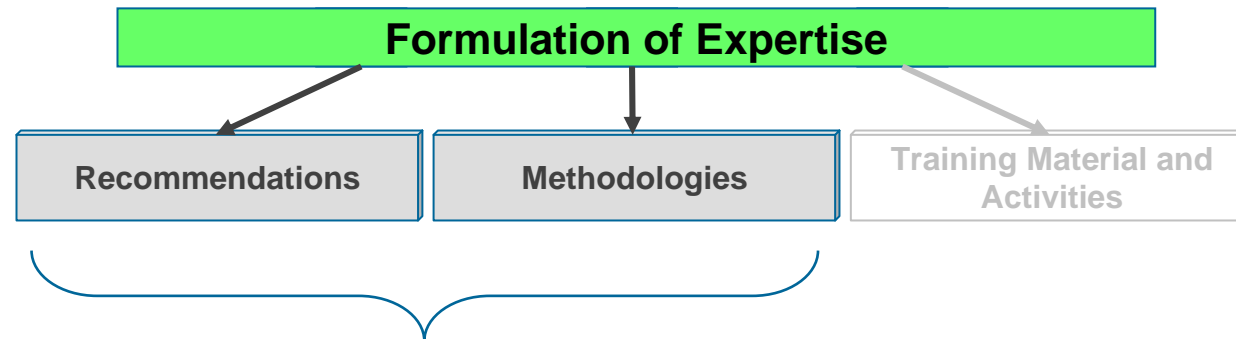 Formulation of Expertise
Recommendations
Methodologies
Training Material and
Activities